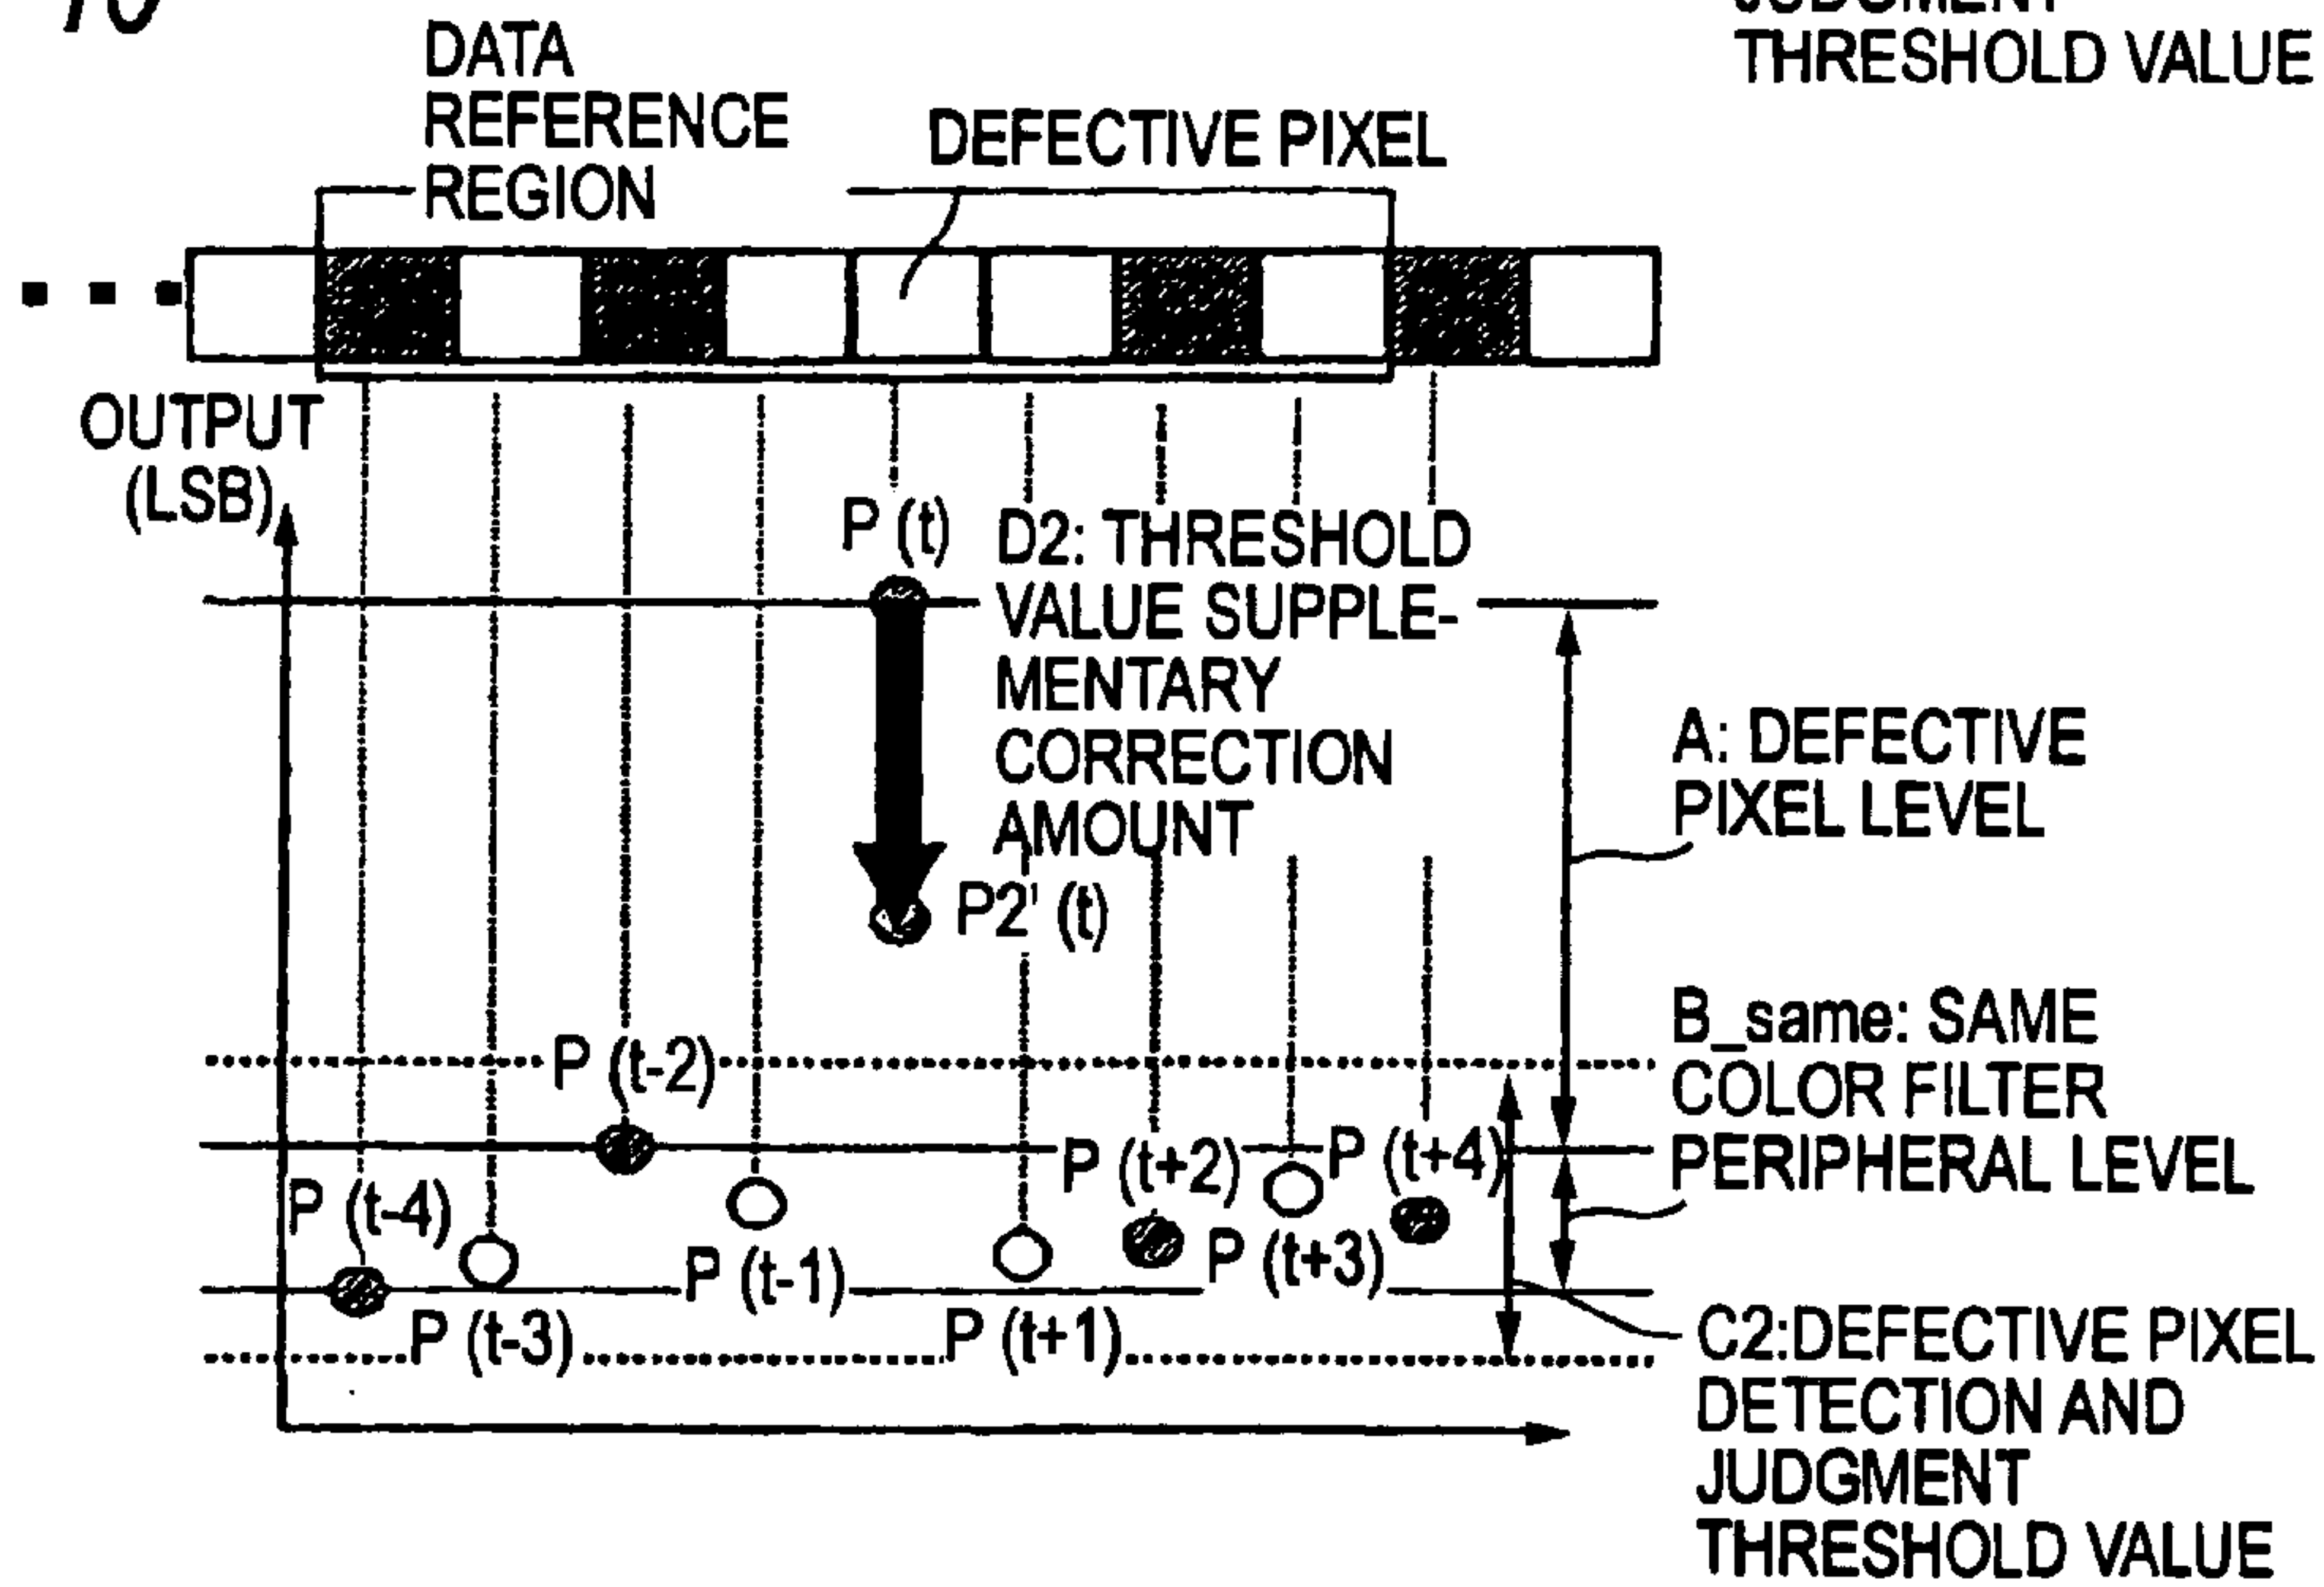 10
JUDGMENT
THRESHOLD VALUE
DATA
REFERENCE
REGION
DEFECTIVE PIXEL
OUTPUT
(LSB)
P (t)
D2: THRESHOLD
VALUE SUPPLE-
MENTARY
CORRECTION
AMOUNT
P2' (t)
A: DEFECTIVE
PIXEL LEVEL
B_same: SAME
COLOR FILTER
PERIPHERAL LEVEL
P (t-2)
P (t+2)
P (t+4)
P (t-4)
P (t-1)
P (t+3)
P (t-3)
P (t+1)
C2:DEFECTIVE PIXEL
DETECTION AND
JUDGMENT
THRESHOLD VALUE